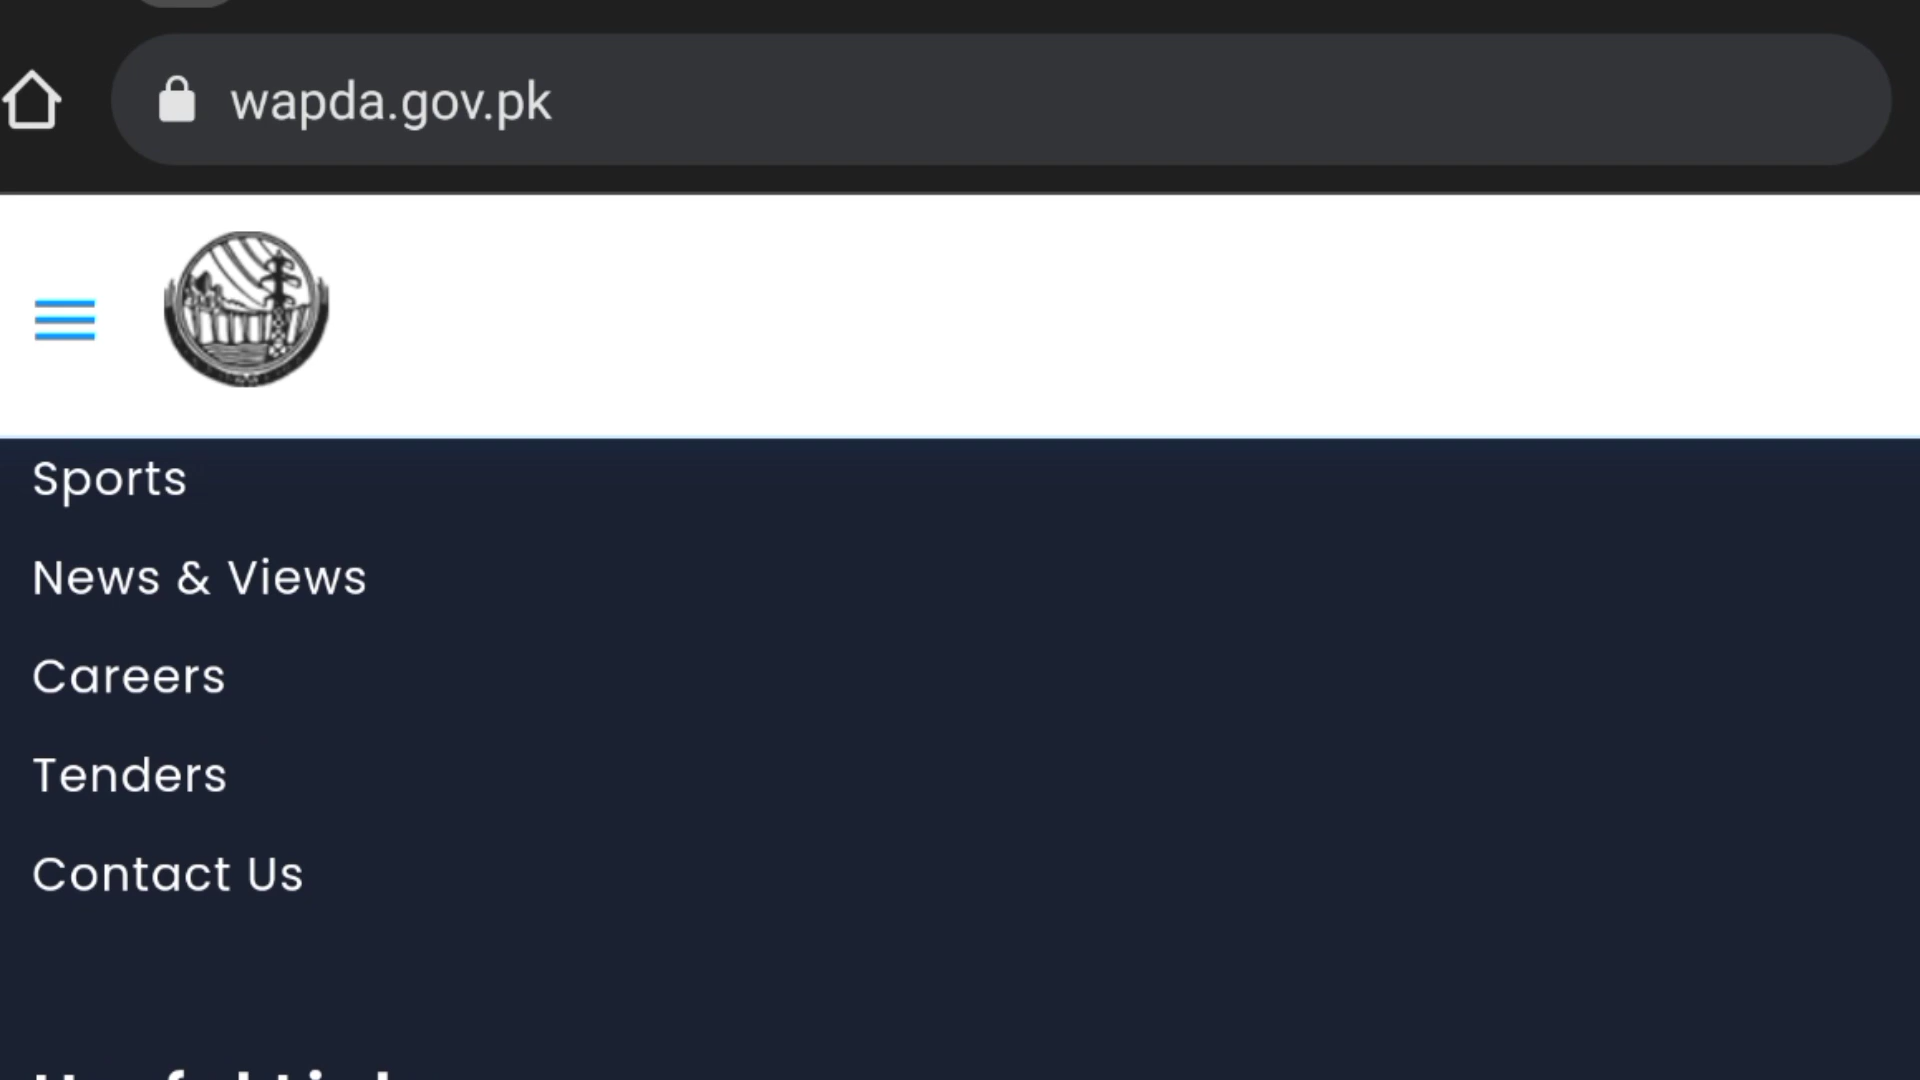 wapda.gov.pk
Sports
News & Views
Careers
Tenders
Contact Us